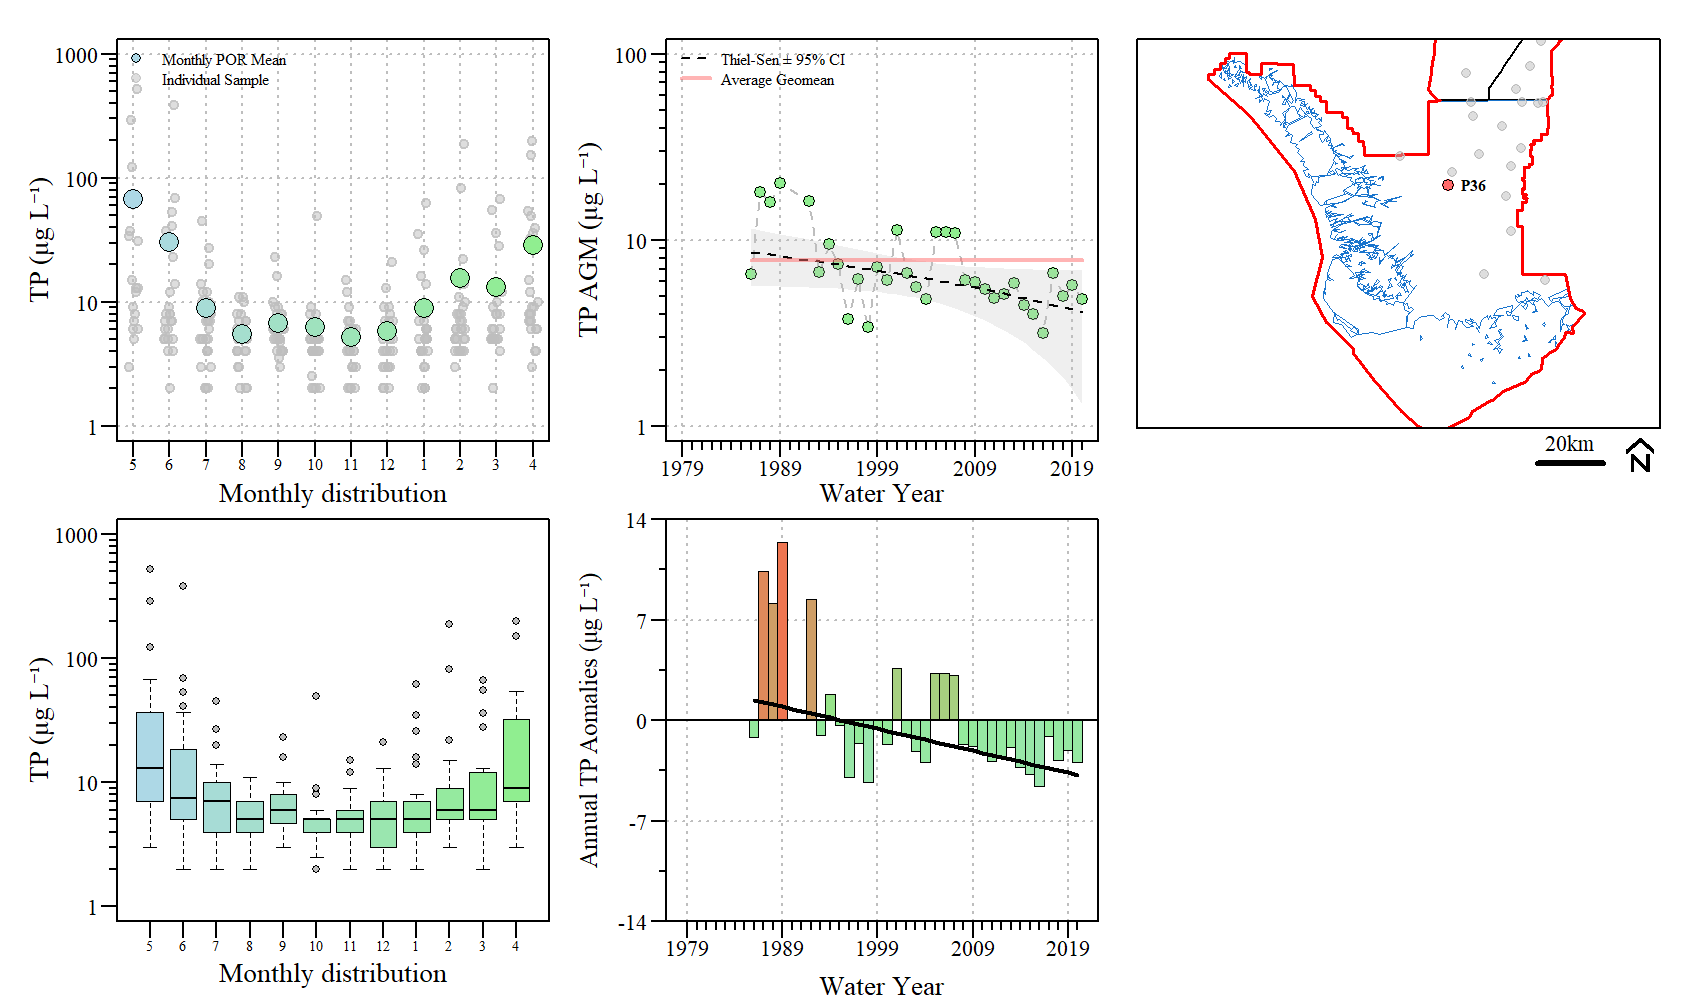 1000
100
10
1
TP (µg L⁻¹)
Monthly POR Mean
Individual Sample
5 6 7 8 9 10 11 12 1 2 3 4
Monthly distribution
100
10
1
TP AGM (µg L⁻¹)
Thiel-Sen ± 95% CI
Average Geomean
1979 1989 1999 2009 2019
Water Year
P36
20km
N
1000
100
10
1
TP (µg L⁻¹)
5 6 7 8 9 10 11 12 1 2 3 4
Monthly distribution
14
7
0
-7
-14
Annual TP Aomalies (µg L⁻¹)
1979 1989 1999 2009 2019
Water Year